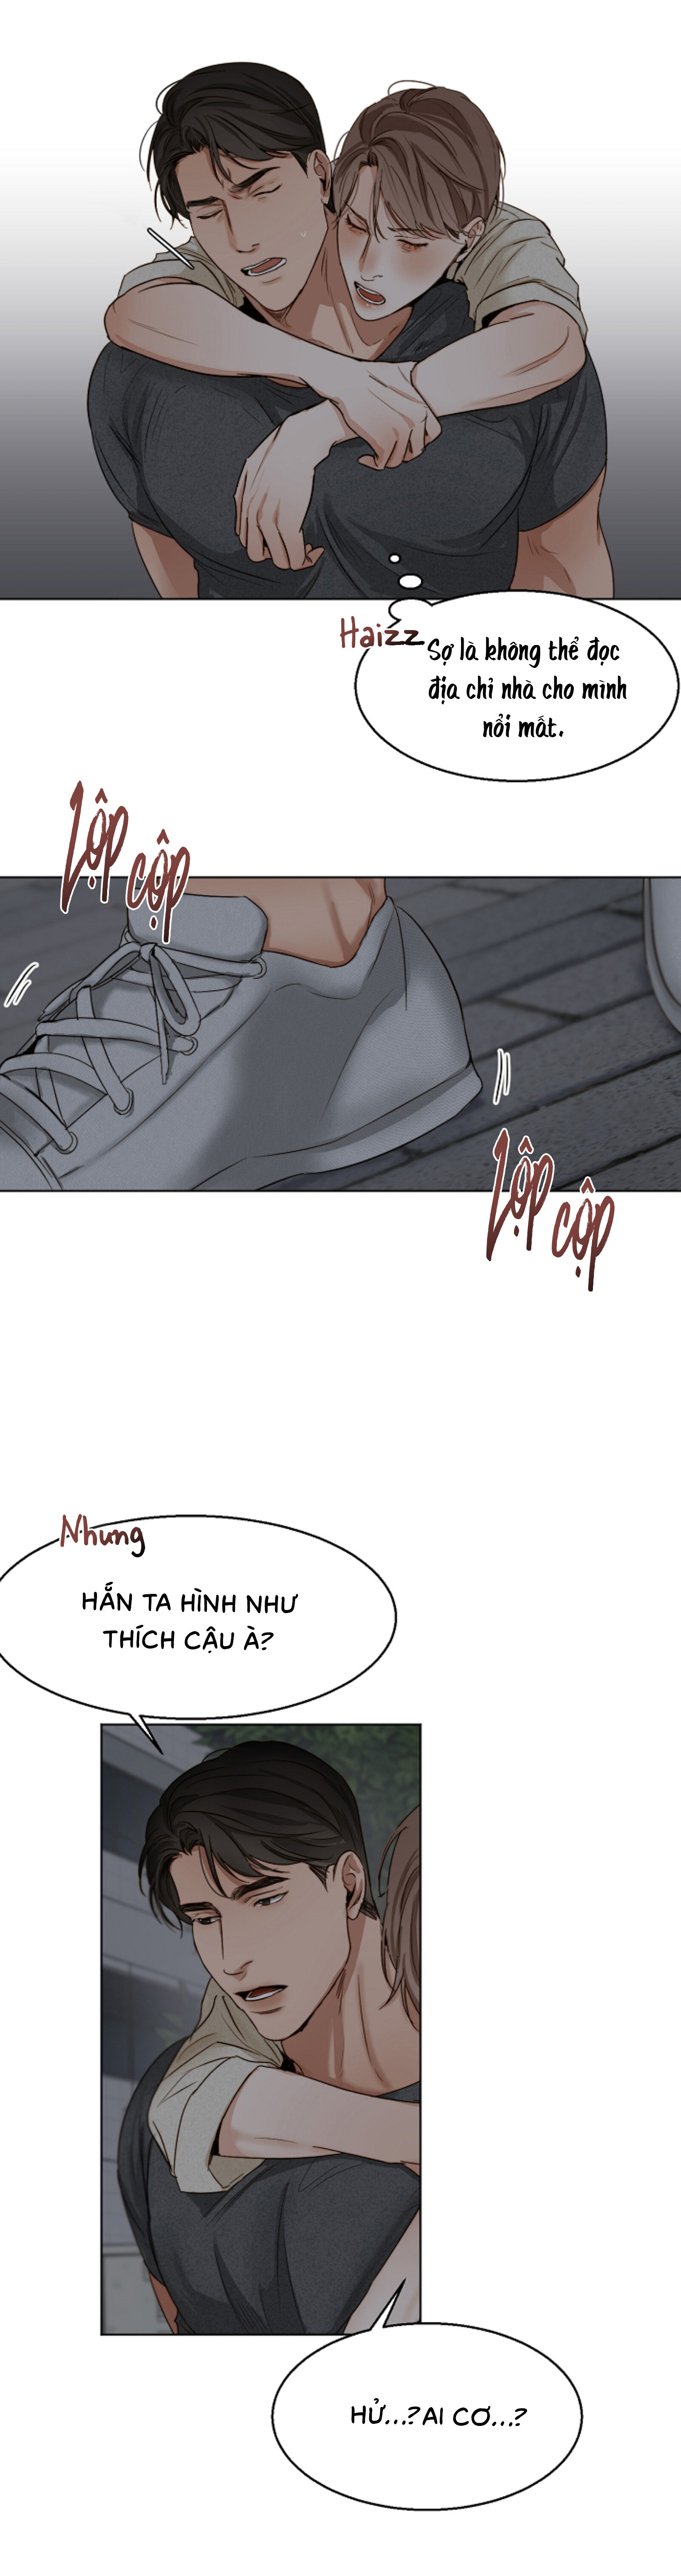 Haizz
Sợ là không thể đọc
địa chỉ nhà cho mình
nổi mất.
Lộp
cộp
Lộp
cộp
Nhưng
HẮN TA HÌNH NHƯ
THÍCH CẬU À?
HỬ...? AI CƠ...?